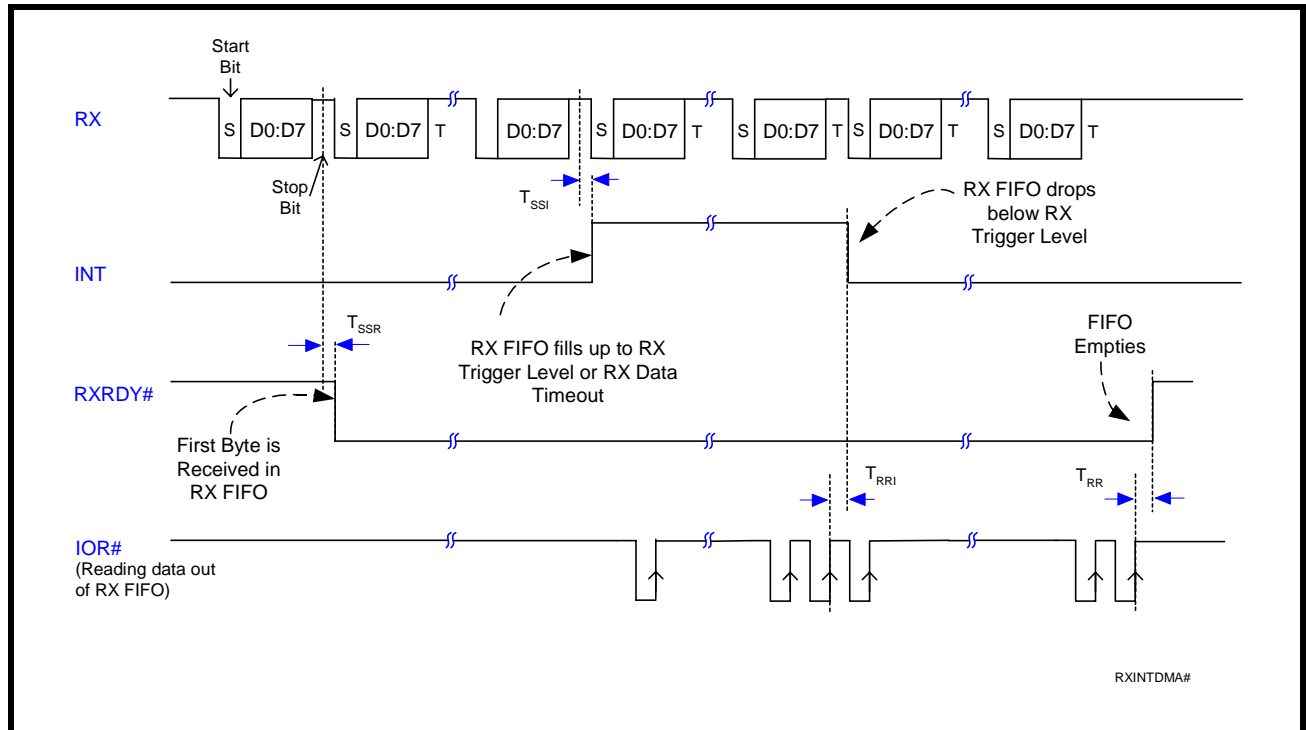 Start
Bit
RX
S D0:D7 S D0:D7 T D0:D7 S D0:D7 T S D0:D7 T S D0:D7 T S D0:D7 T
Stop
Bit
TSSI
RX FIFO drops
below RX
Trigger Level
INT
TSSR
RX FIFO fills up to RX
Trigger Level or RX Data
Timeout
FIFO
Empties
RXRDY#
First Byte is
Received in
RX FIFO
TRRI
TRR
IOR#
(Reading data out
of RX FIFO)
RXINTDMA#